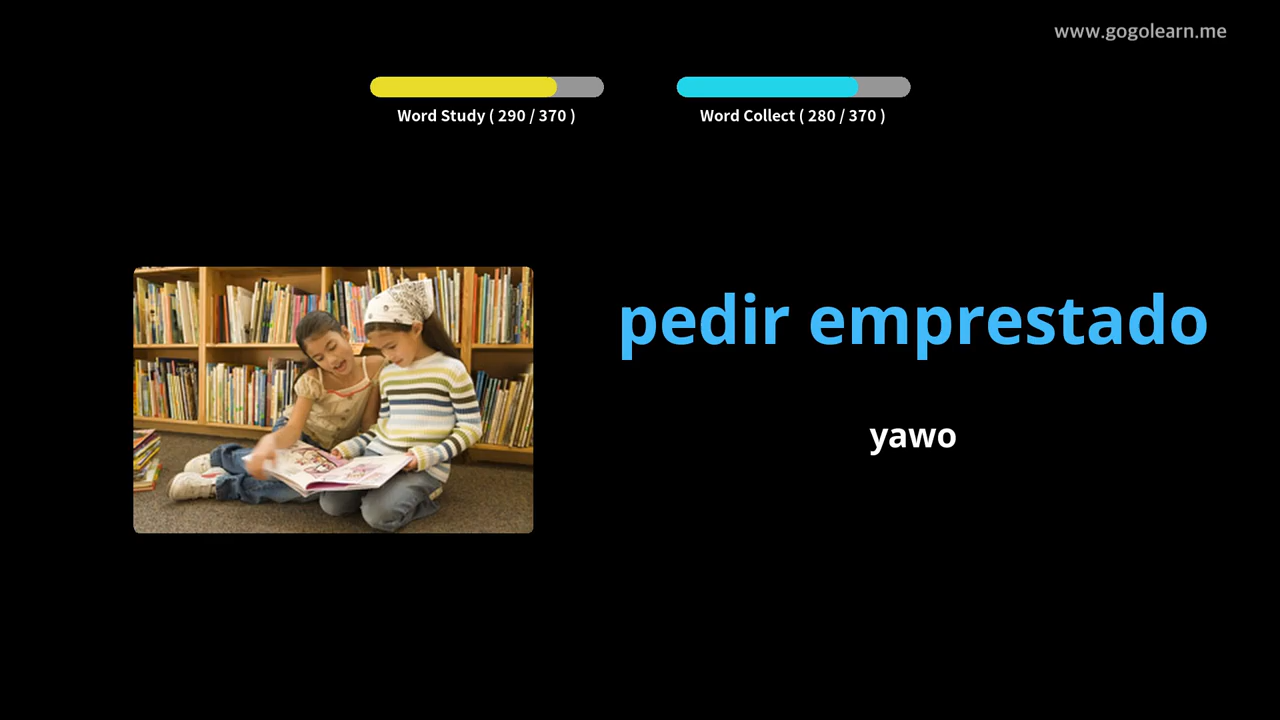 www.gogolearn.me
Word Study ( 290 / 370 )
Word Collect ( 280 / 370 )
pedir emprestado
yawo